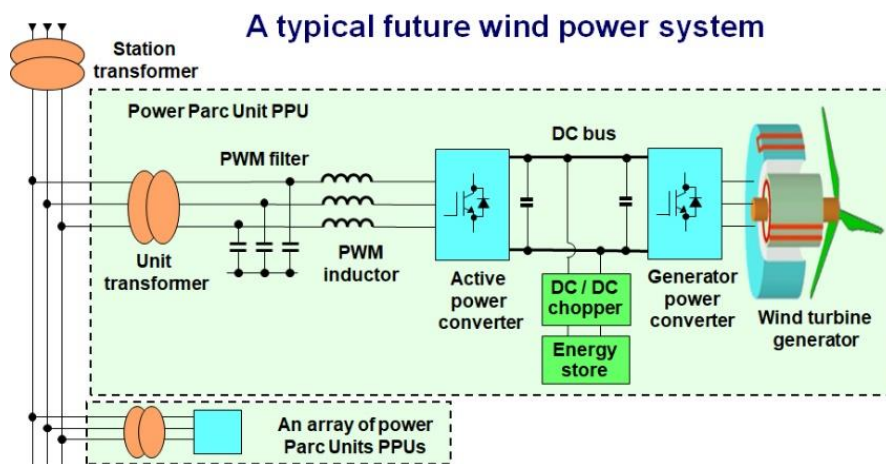 A typical future wind power system
Station
transformer
Power Parc Unit PPU
PWM filter
DC bus
Unit
transformer
PWM
inductor
Active
power
converter
DC / DC
chopper
Energy
store
Generator
power
converter
Wind turbine
generator
An array of power
Parc Units PPUs